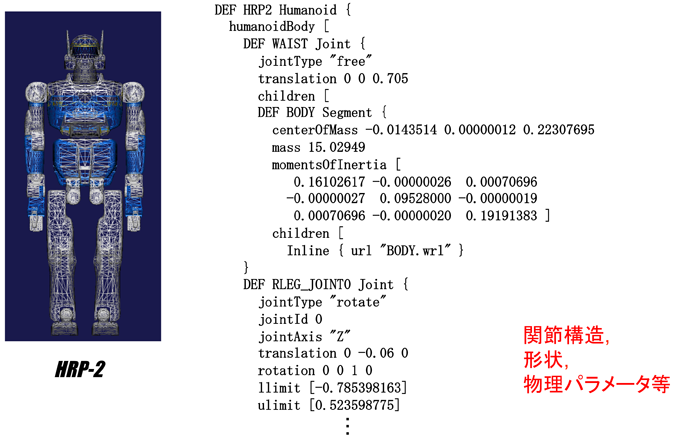 DEF HRP2 Humanoid {
humanoidBody [
DEF WAIST Joint {
jointType "free"
translation 0 0 0.705
children [
DEF BODY Segment {
centerOfMass -0.0143514 0.00000012 0.22307695
mass 15.02949
momentsOfInertia [
0.16102617 -0.00000026 0.00070696
-0.00000027 0.09528000 -0.00000019
0.00070696 -0.00000020 0.19191383 ]
children [
Inline { url "BODY.wrl" }
}
DEF RLEG_JOINT0 Joint {
jointType "rotate"
jointId 0
jointAxis "Z"
translation 0 -0.06 0
rotation 0 0 1 0
llimit [-0.785398163]
ulimit [0.523598775]
⋮
HRP-2
関節構造,
形状,
物理パラメータ等